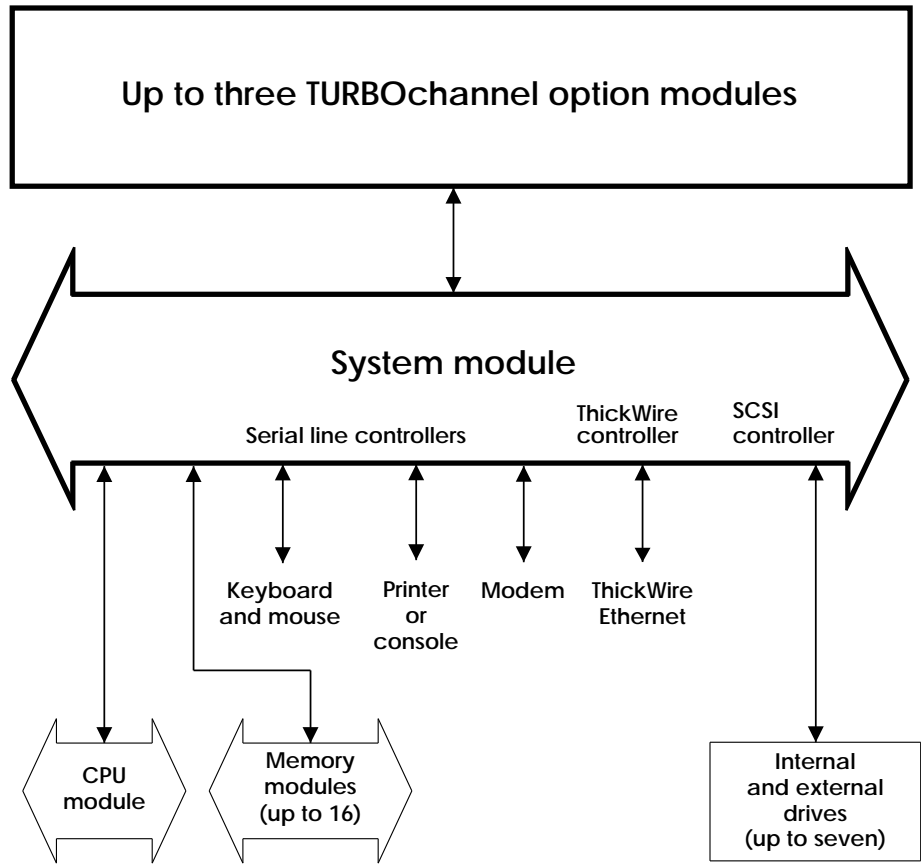 Up to three TURBOchannel option modules
System module
Serial line controllers
ThickWire
controller
SCSI
controller
Keyboard
and mouse
Printer
or
console
Modem
ThickWire
Ethernet
CPU
module
Memory
modules
(up to 16)
Internal
and external
drives
(up to seven)